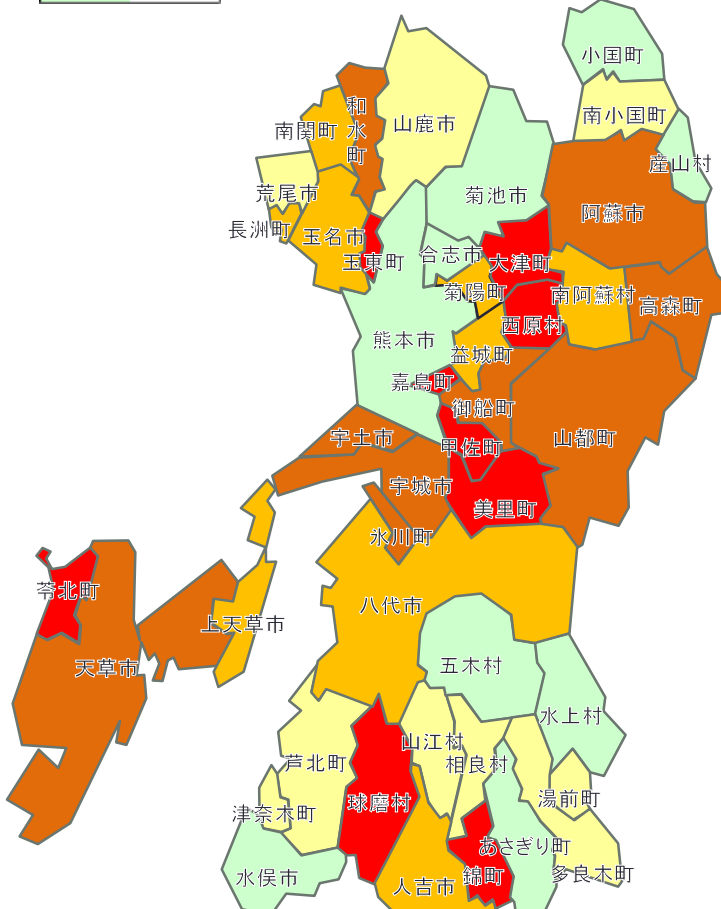 小国町
南小国町
産山村
和水町
南関町
山鹿市
荒尾市
菊池市
阿蘇市
長洲町
玉名市
玉東町
合志市
大津町
菊陽町
南阿蘇村
高森町
西原村
熊本市
益城町
嘉島町
御船町
宇土市
甲佐町
山都町
宇城市
美里町
氷川町
苓北町
八代市
上天草市
天草市
五木村
水上村
山江村
芦北町
相良村
湯前町
球磨村
津奈木町
あさぎり町
多良木町
水俣市
錦町
人吉市